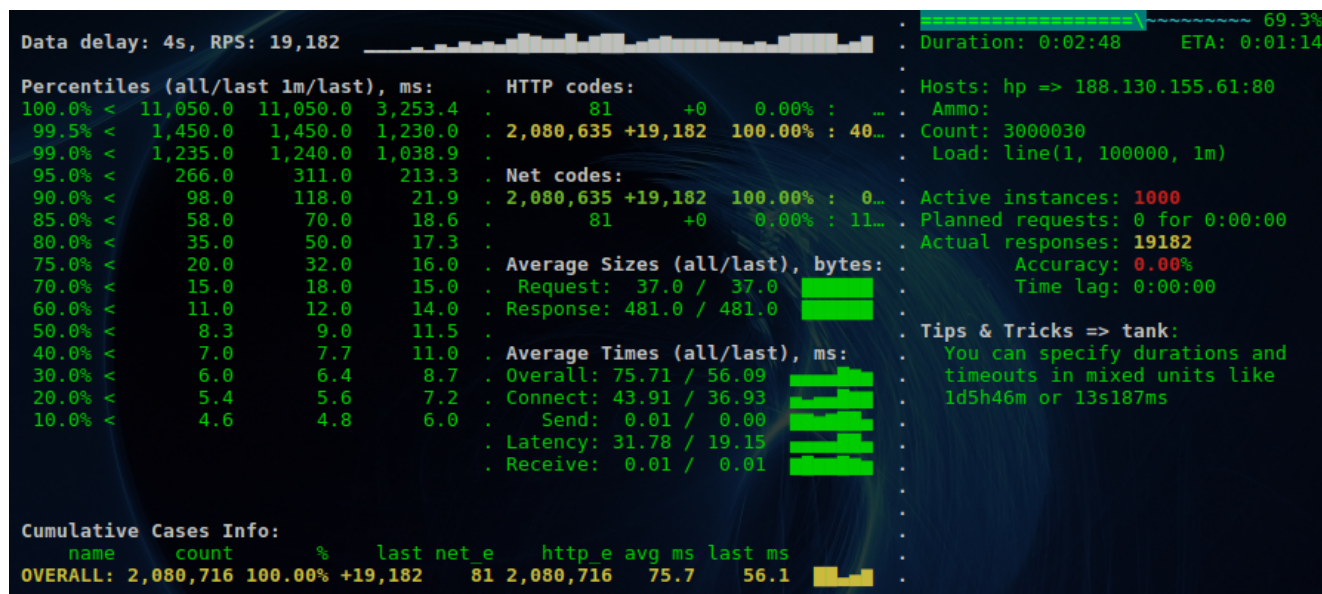 Data delay: 4s, RPS: 19,182
Percentiles (all/last 1m/last), ms:
100.0% < 11,050.0 11,050.0 3,253.4
99.5% < 1,450.0 1,450.0 1,230.0
99.0% < 1,235.0 1,240.0 1,038.9
95.0% < 266.0 311.0 213.3
90.0% < 98.0 118.0 21.9
85.0% < 58.0 70.0 18.6
80.0% < 35.0 50.0 17.3
75.0% < 20.0 32.0 16.0
70.0% < 15.0 18.0 15.0
60.0% < 11.0 12.0 14.0
50.0% < 8.3 9.0 11.5
40.0% < 7.0 7.7 11.0
30.0% < 6.0 6.4 8.7
20.0% < 5.4 5.6 7.2
10.0% < 4.6 4.8 6.0
. HTTP codes:
. 81 +0 0.00% : …
. 2,080,635 +19,182 100.00% : 40…
.
. Net codes:
. 2,080,635 +19,182 100.00% : 0…
. 81 +0 0.00% : 11…
.
. Average Sizes (all/last), bytes:
. Request: 37.0 / 37.0
. Response: 481.0 / 481.0
.
. Average Times (all/last), ms:
. Overall: 75.71 / 56.09
. Connect: 43.91 / 36.93
. Send: 0.01 / 0.00
. Latency: 31.78 / 19.15
. Receive: 0.01 / 0.01
Cumulative Cases Info:
name count % last net_e http_e avg ms last ms
OVERALL: 2,080,716 100.00% +19,182 81 2,080,716 75.7 56.1
. ==================\~~~~~~~~~ 69.3%
. Duration: 0:02:48 ETA: 0:01:14
.
. Hosts: hp => 188.130.155.61:80
. Ammo:
. Count: 3000030
. Load: line(1, 100000, 1m)
.
. Active instances: 1000
. Planned requests: 0 for 0:00:00
. Actual responses: 19182
. Accuracy: 0.00%
. Time lag: 0:00:00
.
. Tips & Tricks => tank:
. You can specify durations and
. timeouts in mixed units like
. 1d5h46m or 13s187ms